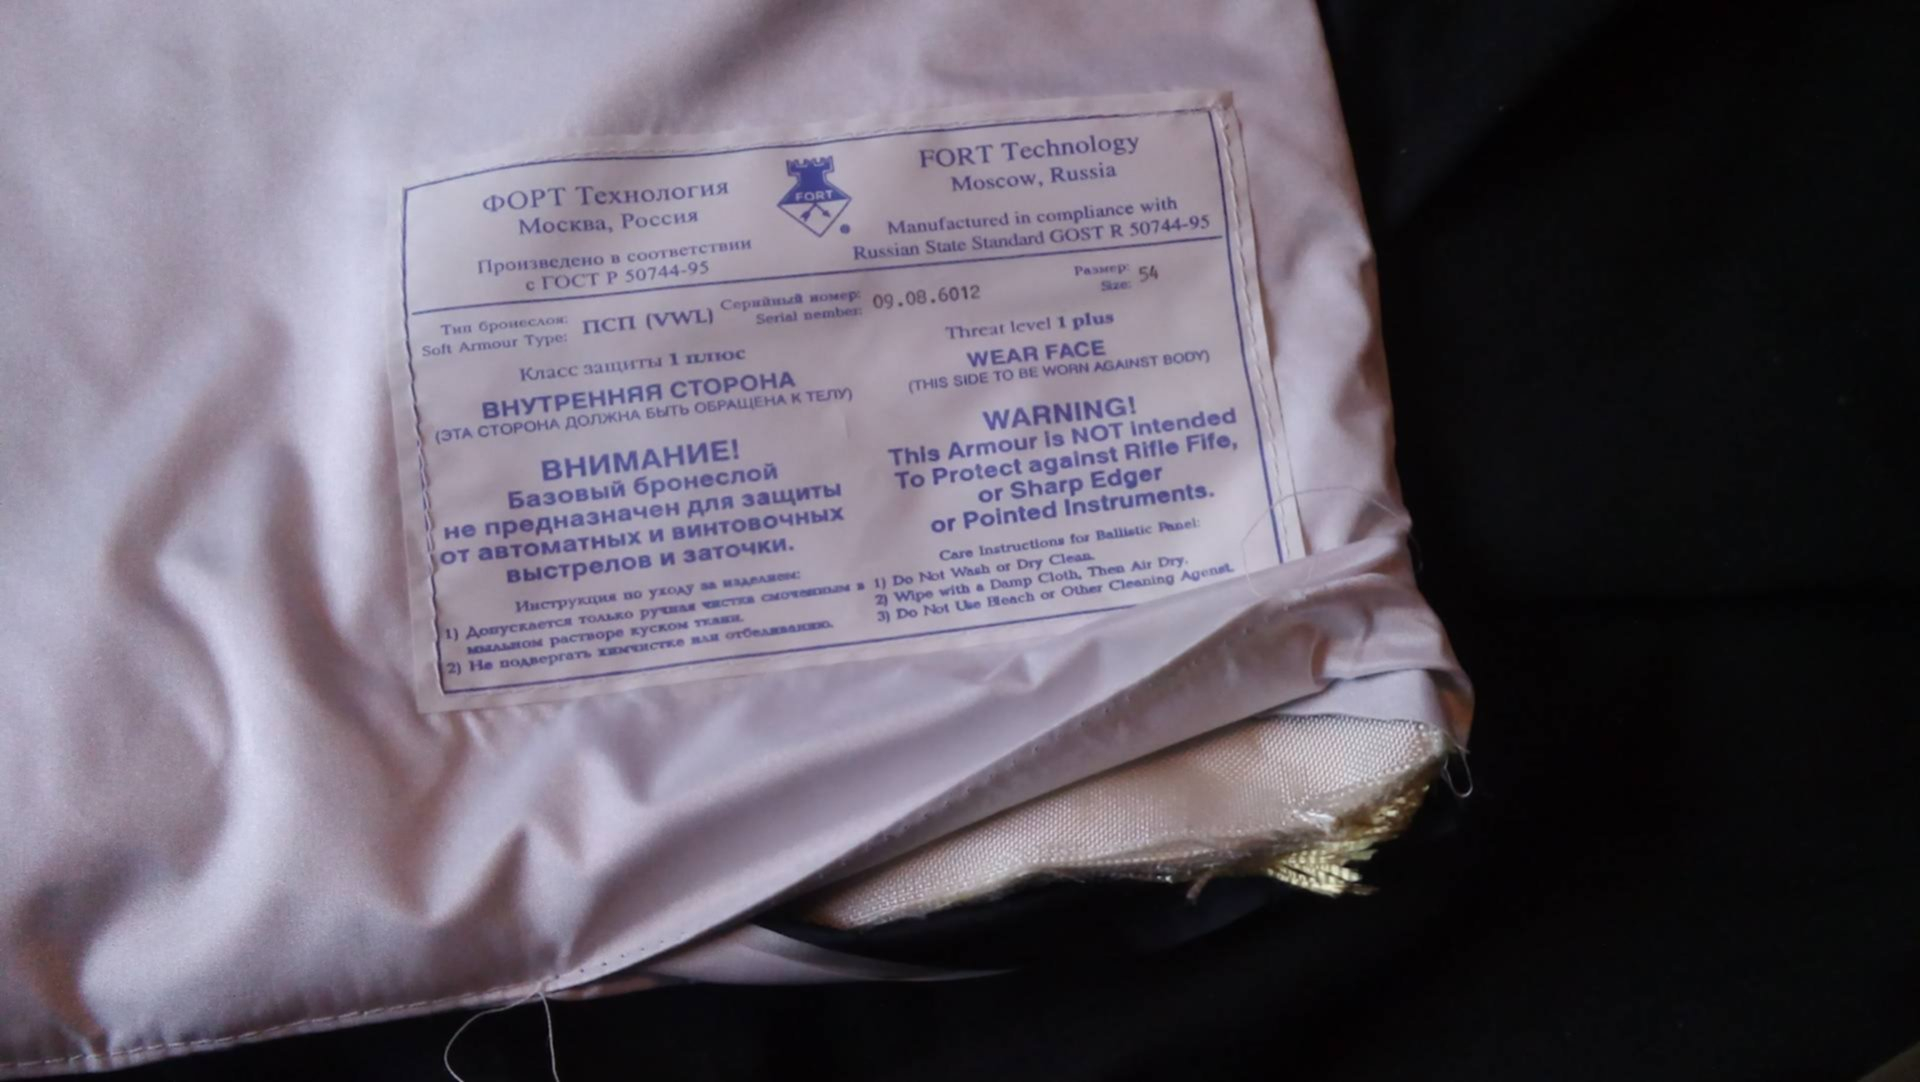 ФОРТ Технология
Москва, Россия
Произведено в соответствии
с ГОСТ Р 50744-95
FORT
FORT Technology
Moscow, Russia
Manufactured in compliance with
Russian State Standard GOST R 50744-95
Тип бронеслоя:
Soft Armour Type:
ПСП (VWL)
Серийный номер:
Serial nember:
09.08.6012
Размер:
Size:
54
Класс защиты 1 плюс
ВНУТРЕННЯЯ СТОРОНА
(ЭТА СТОРОНА ДОЛЖНА БЫТЬ ОБРАЩЕНА К ТЕЛУ)
ВНИМАНИЕ!
Базовый бронеслой
не предназначен для защиты
от автоматных и винтовочных
выстрелов и заточки.
Инструкция по уходу за изделием:
1) Допускается только ручная чистка смоченным в
мыльном растворе куском ткани.
2) Не подвергать химчистке или отбеливанию.
Threat level 1 plus
WEAR FACE
(THIS SIDE TO BE WORN AGAINST BODY)
WARNING!
This Armour is NOT intended
To Protect against Rifle Fife,
or Sharp Edger
or Pointed Instruments.
Care Instructions for Ballistic Panel:
1) Do Not Wash or Dry Clean.
2) Wipe with a Damp Cloth, Then Air Dry.
3) Do Not Use Bleach or Other Cleaning Agenst.